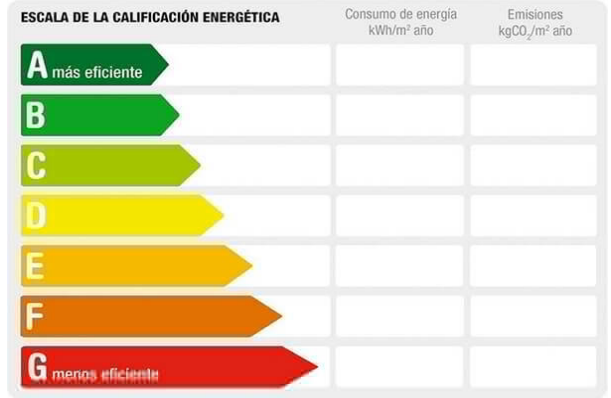 ESCALA DE LA CALIFICACIÓN ENERGÉTICA
Consumo de energía
kWh/m² año
Emisiones
kgCO₂/m² año
A más eficiente
B
C
D
E
F
G menos eficiente